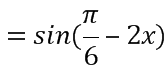 = sin(π/6 − 2x)